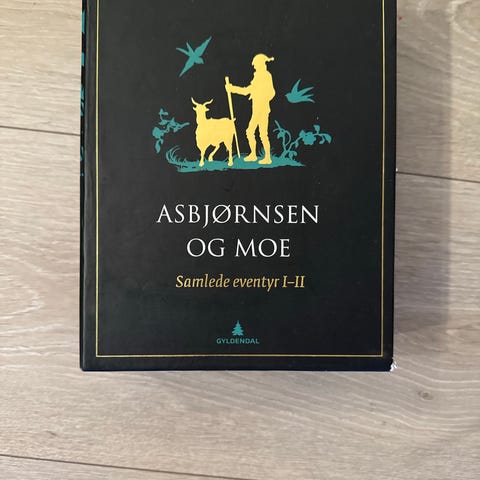 ASBJØRNSEN
OG MOE
Samlede eventyr I–II
GYLDENDAL